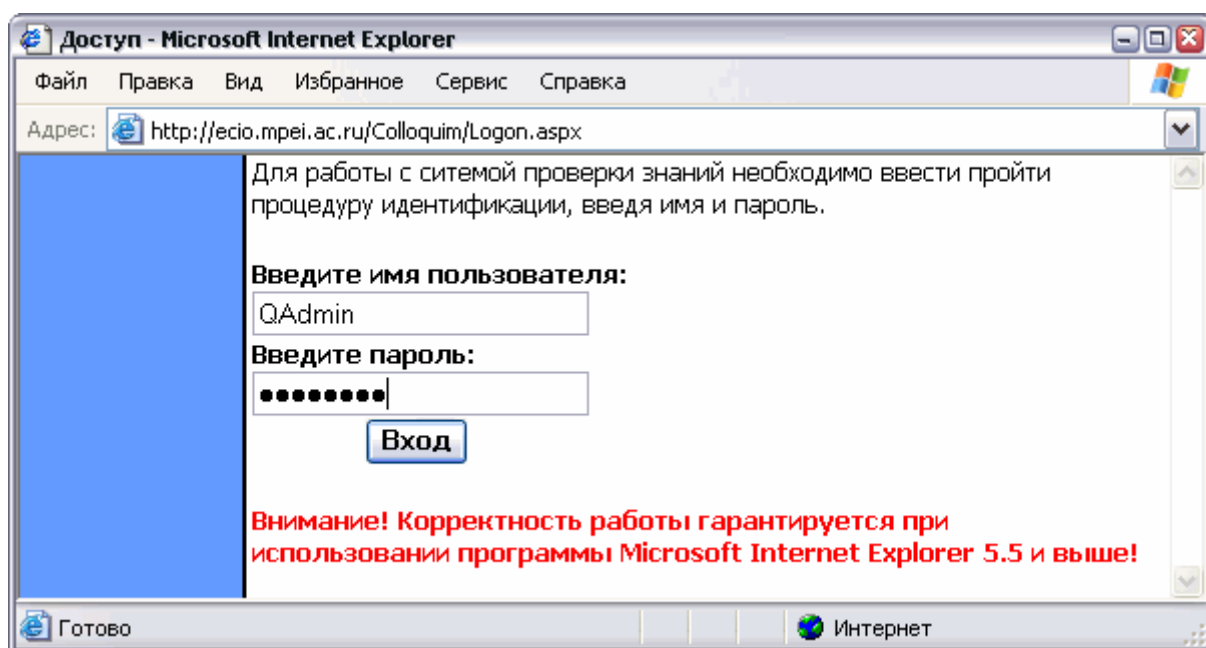 Доступ - Microsoft Internet Explorer
Файл Правка Вид Избранное Сервис Справка
Адрес: http://ecio.mpei.ac.ru/Colloquim/Logon.aspx
Для работы с ситемой проверки знаний необходимо ввести пройти
процедуру идентификации, введя имя и пароль.
Введите имя пользователя:
QAdmin
Введите пароль:
••••••••
Вход
Внимание! Корректность работы гарантируется при
использовании программы Microsoft Internet Explorer 5.5 и выше!
Готово Интернет